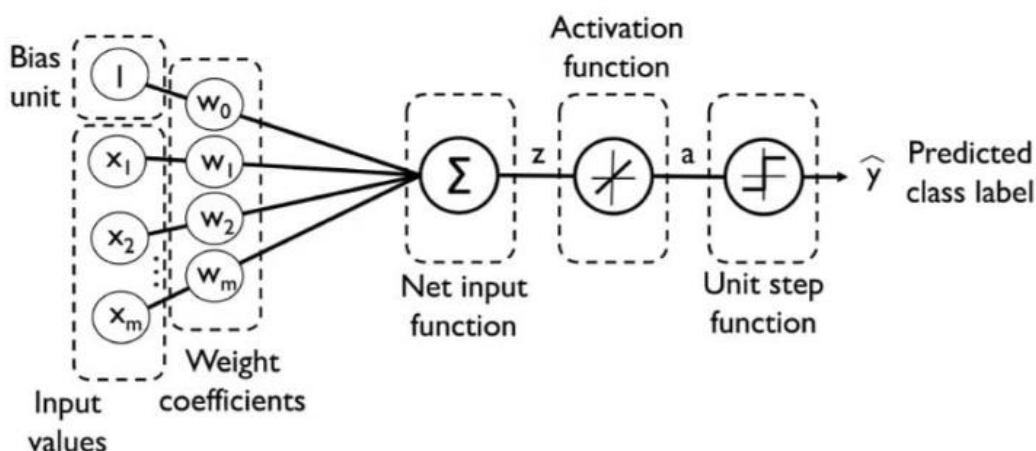 Bias
unit
1
x1
x2
⋮
xm
Input
values
w0
w1
w2
wm
Weight
coefficients
Σ
Net input
function
z
Activation
function
a
Unit step
function
ŷ
Predicted
class label